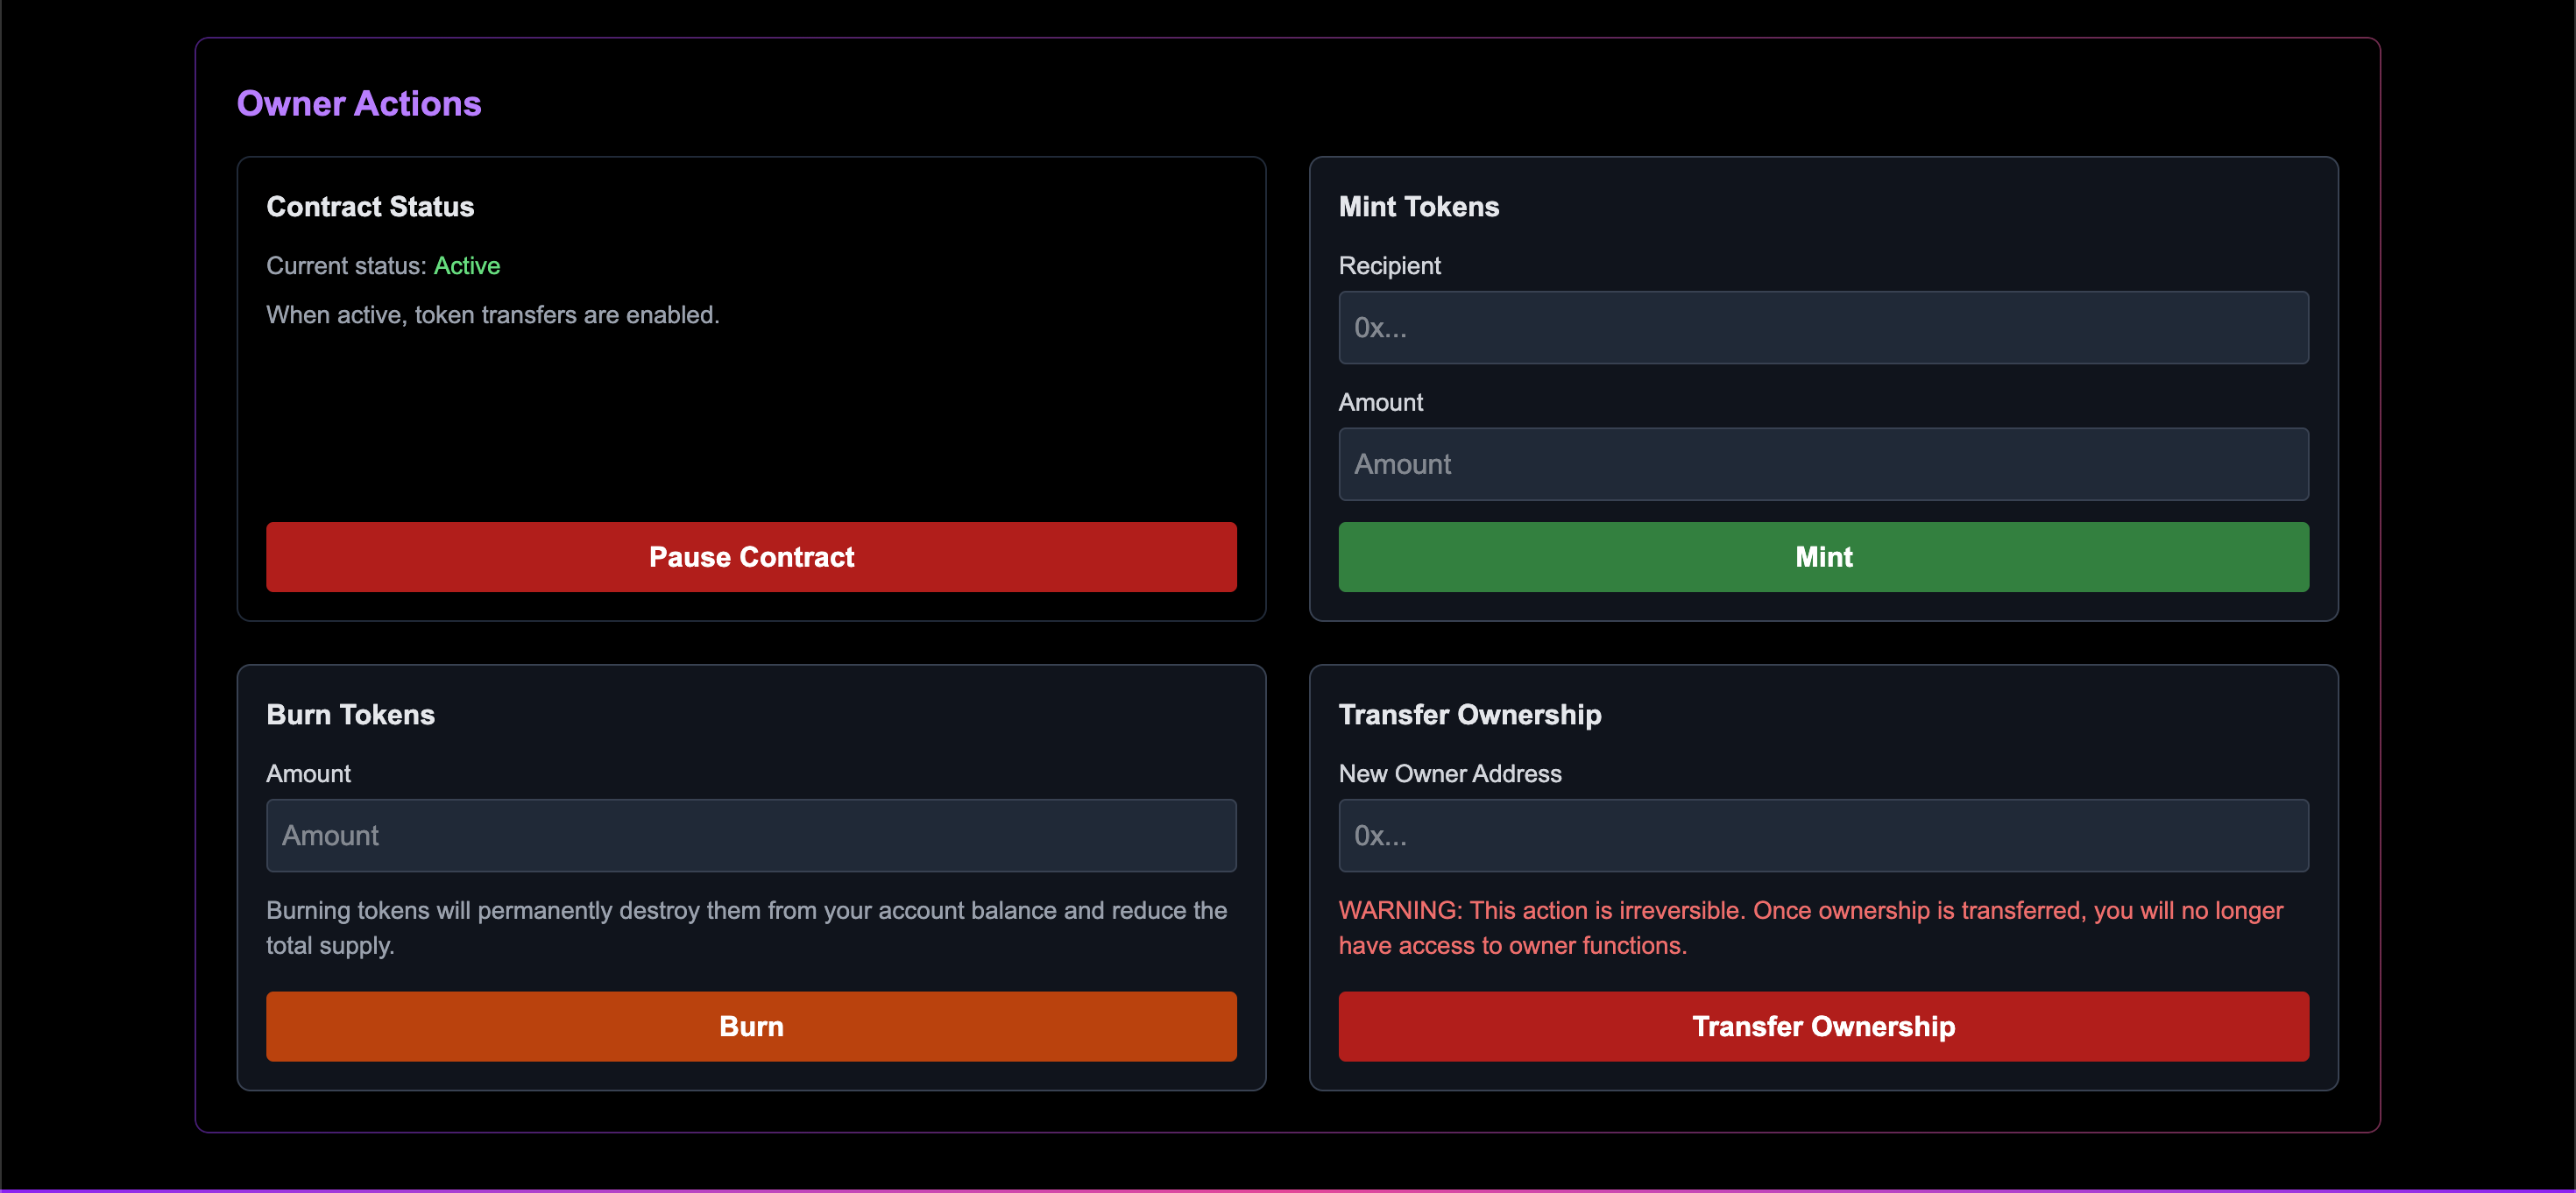 Owner Actions
Contract Status
Current status: Active
When active, token transfers are enabled.
Pause Contract
Mint Tokens
Recipient
0x...
Amount
Amount
Mint
Burn Tokens
Amount
Amount
Burning tokens will permanently destroy them from your account balance and reduce the
total supply.
Burn
Transfer Ownership
New Owner Address
0x...
WARNING: This action is irreversible. Once ownership is transferred, you will no longer
have access to owner functions.
Transfer Ownership